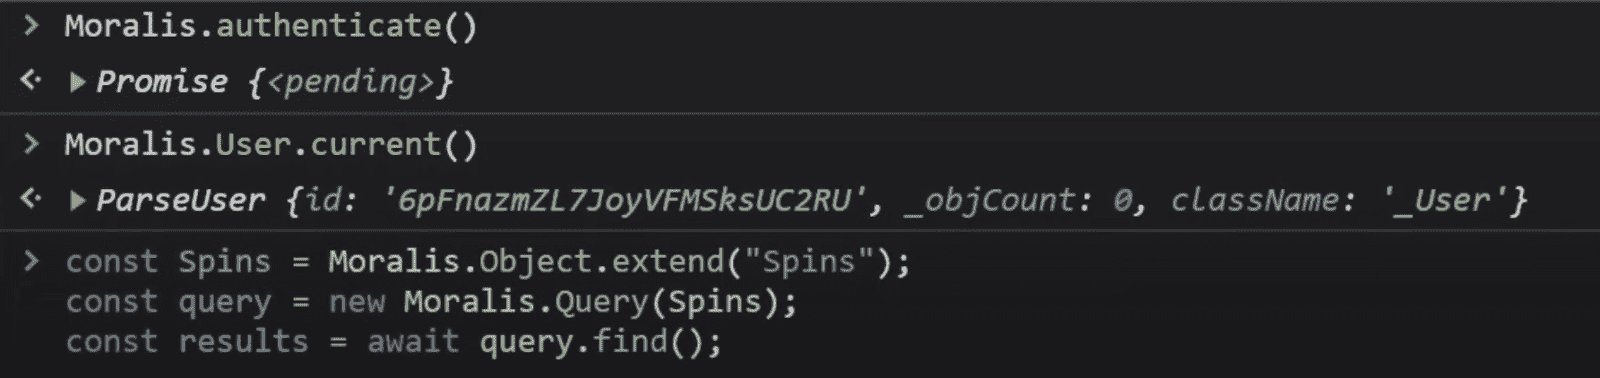 > Moralis.authenticate()
<· ▶ Promise {<pending>}
> Moralis.User.current()
<· ▶ ParseUser {id: '6pFnazmZL7JoyVFMSksUC2RU', _objCount: 0, className: '_User'}
> const Spins = Moralis.Object.extend("Spins");
const query = new Moralis.Query(Spins);
const results = await query.find();